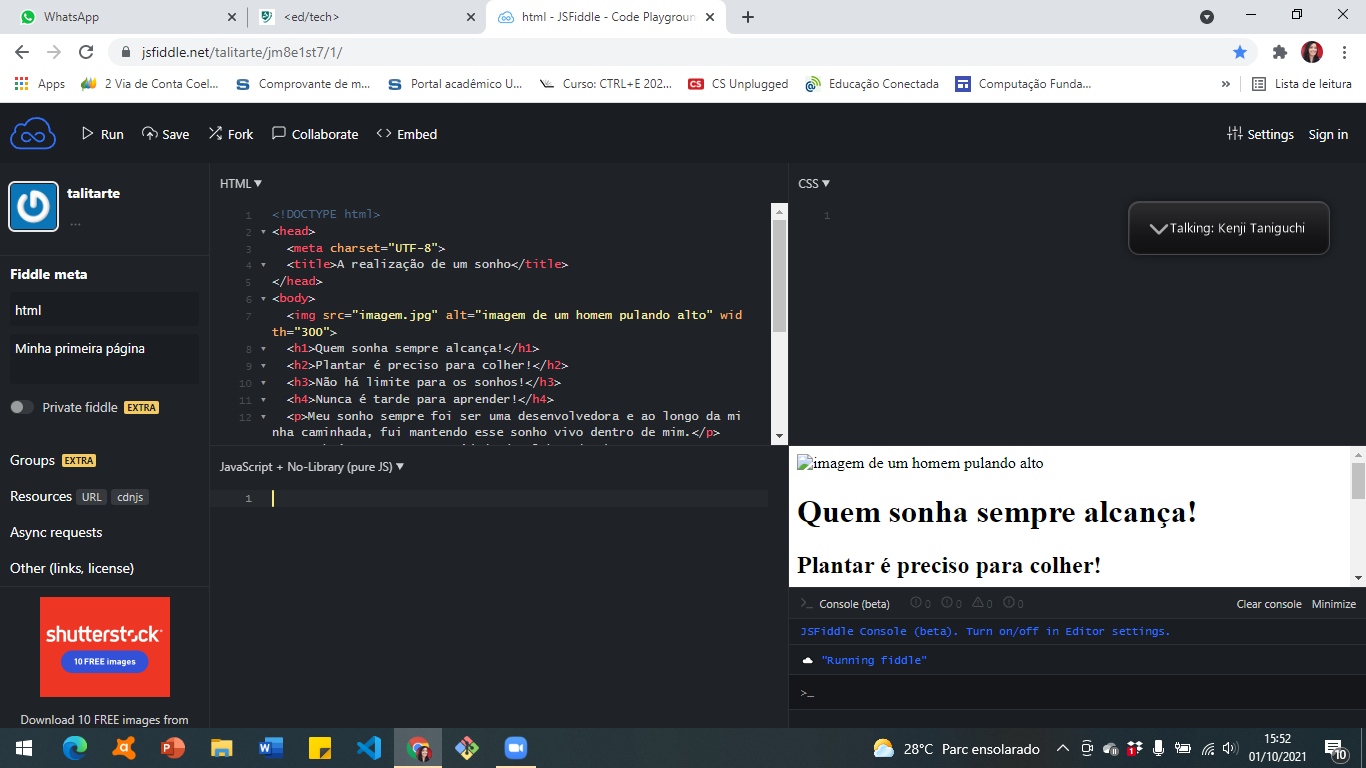 WhatsApp
<ed/tech>
html - JSFiddle - Code Playgroun
jsfiddle.net/talitarte/jm8e1st7/1/
Apps
2 Via de Conta Coel...
Comprovante de m...
Portal acadêmico U...
Curso: CTRL+E 202...
CS
CS Unplugged
Educação Conectada
Computação Funda...
»
Lista de leitura
Run
Save
Fork
Collaborate
Embed
Settings
Sign in
talitarte
...
Fiddle meta
html
Minha primeira página
Private fiddle EXTRA
Groups EXTRA
Resources URL cdnjs
Async requests
Other (links, license)
shutterstock
10 FREE images
Download 10 FREE images from
HTML ▼
1 <!DOCTYPE html>
2 <head>
3 <meta charset="UTF-8">
4 <title>A realização de um sonho</title>
5 </head>
6 <body>
7 <img src="imagem.jpg" alt="imagem de um homem pulando alto" wid
th="300">
8 <h1>Quem sonha sempre alcança!</h1>
9 <h2>Plantar é preciso para colher!</h2>
10 <h3>Não há limite para os sonhos!</h3>
11 <h4>Nunca é tarde para aprender!</h4>
12 <p>Meu sonho sempre foi ser uma desenvolvedora e ao longo da mi
nha caminhada, fui mantendo esse sonho vivo dentro de mim.</p>
CSS ▼
1
Talking: Kenji Taniguchi
JavaScript + No-Library (pure JS) ▼
1
imagem de um homem pulando alto
Quem sonha sempre alcança!
Plantar é preciso para colher!
>_ Console (beta) 0 0 0 0 Clear console Minimize
JSFiddle Console (beta). Turn on/off in Editor settings.
"Running fiddle"
>_
28°C Parc ensolarado
15:52
01/10/2021
10